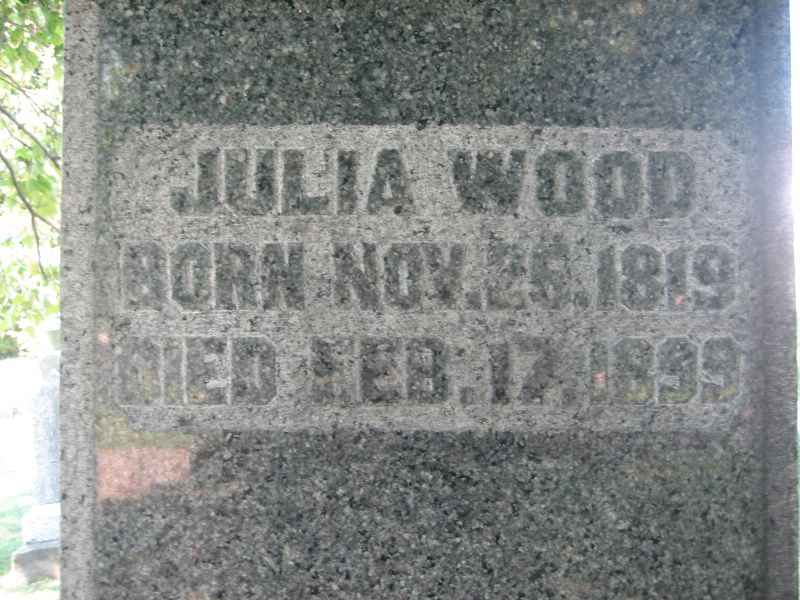 JULIA WOOD
BORN NOV. 25, 1819
DIED FEB. 17, 1899